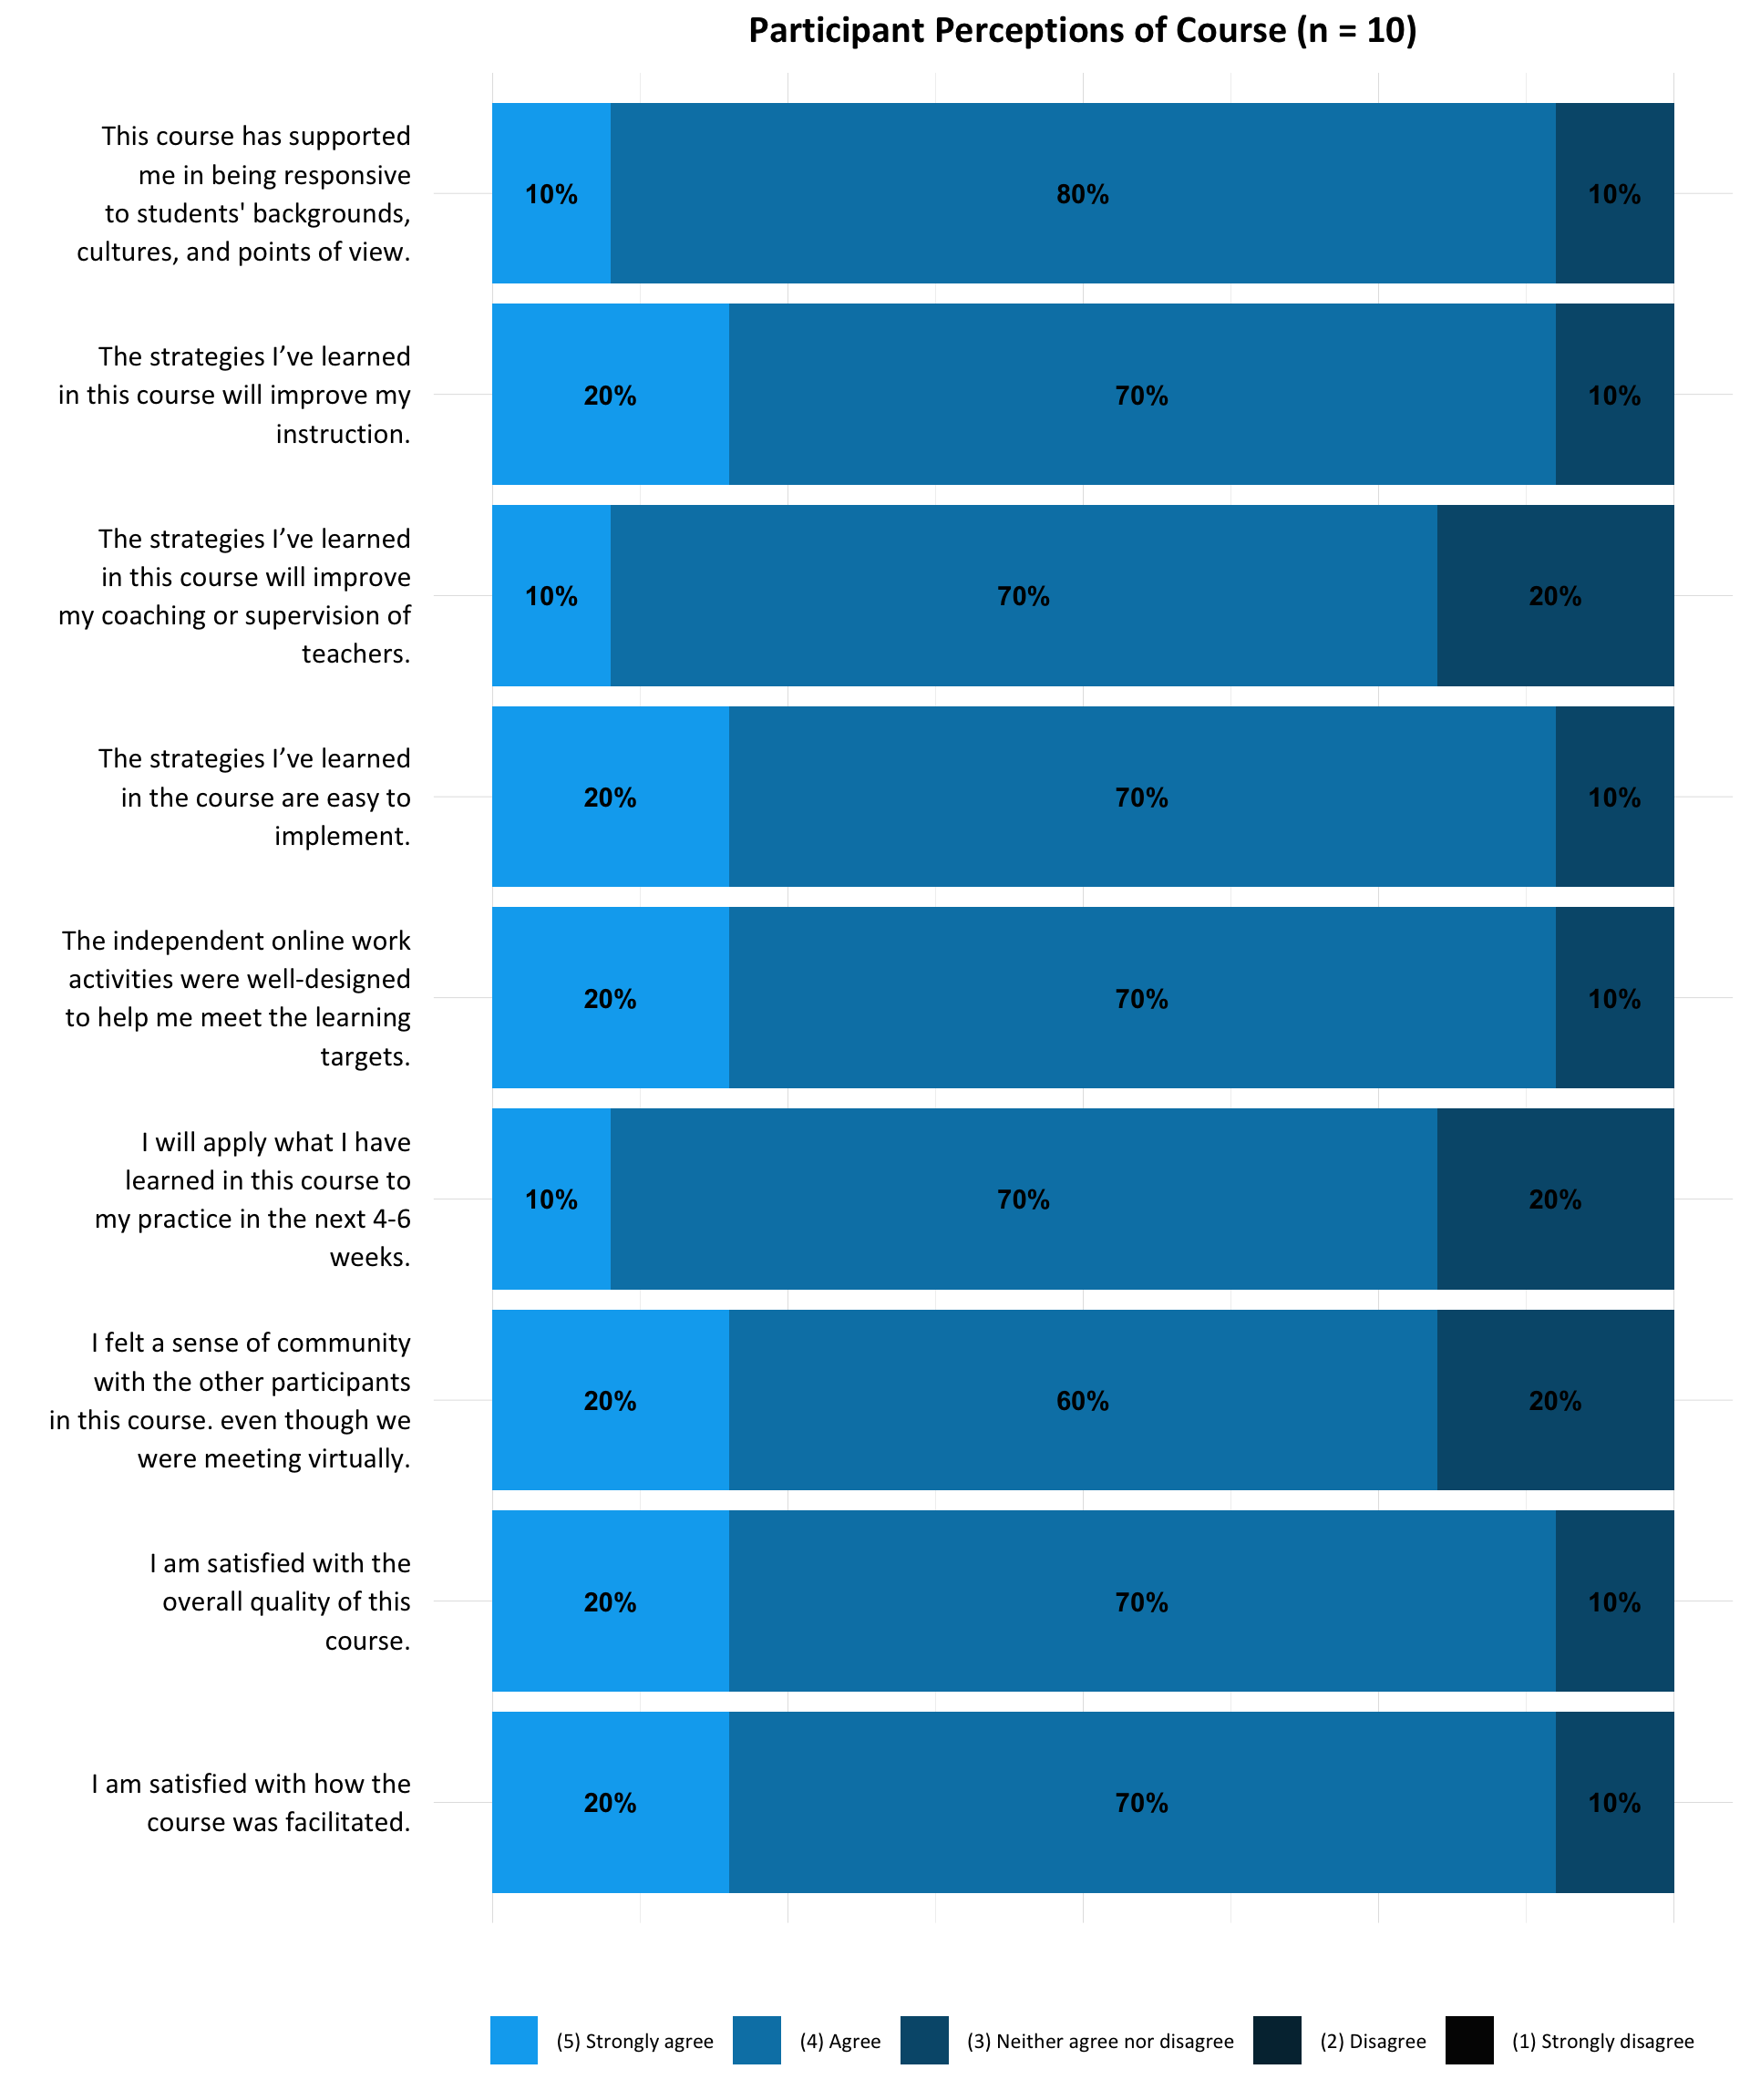 Participant Perceptions of Course (n = 10)
This course has supported
me in being responsive
to students' backgrounds,
cultures, and points of view.
10%
80%
10%
The strategies I’ve learned
in this course will improve my
instruction.
20%
70%
10%
The strategies I’ve learned
in this course will improve
my coaching or supervision of
teachers.
10%
70%
20%
The strategies I’ve learned
in the course are easy to
implement.
20%
70%
10%
The independent online work
activities were well-designed
to help me meet the learning
targets.
20%
70%
10%
I will apply what I have
learned in this course to
my practice in the next 4-6
weeks.
10%
70%
20%
I felt a sense of community
with the other participants
in this course. even though we
were meeting virtually.
20%
60%
20%
I am satisfied with the
overall quality of this
course.
20%
70%
10%
I am satisfied with how the
course was facilitated.
20%
70%
10%
(5) Strongly agree
(4) Agree
(3) Neither agree nor disagree
(2) Disagree
(1) Strongly disagree